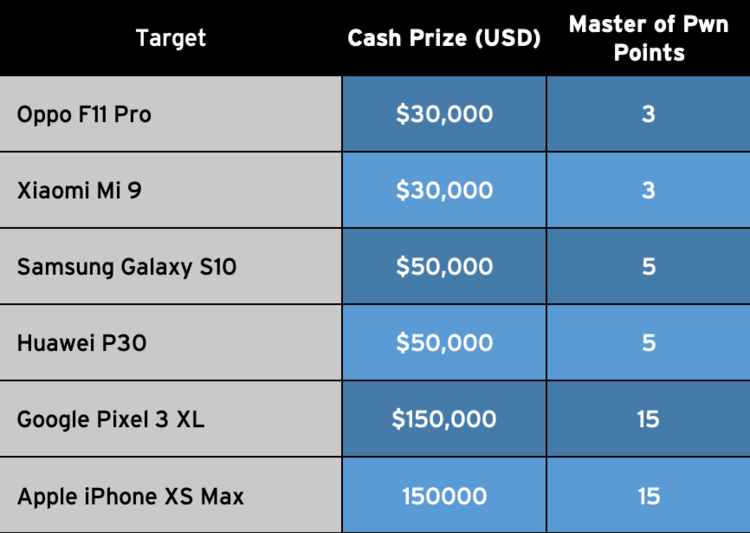 Target Cash Prize (USD) Master of Pwn
Points
Oppo F11 Pro $30,000 3
Xiaomi Mi 9 $30,000 3
Samsung Galaxy S10 $50,000 5
Huawei P30 $50,000 5
Google Pixel 3 XL $150,000 15
Apple iPhone XS Max 150000 15